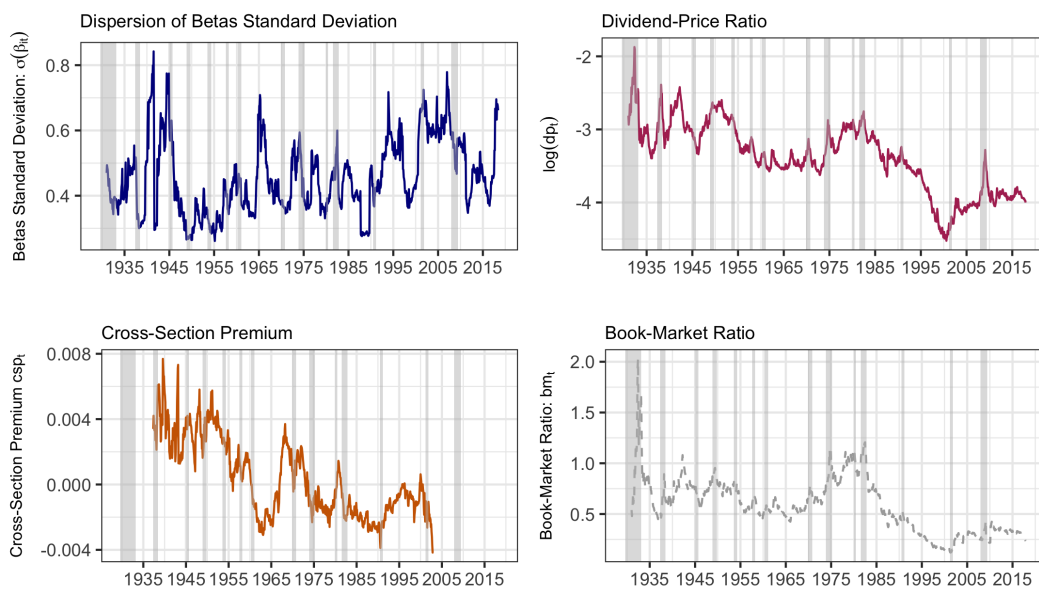 Dispersion of Betas Standard Deviation
Betas Standard Deviation: σ(βit)
0.8
0.6
0.4
1935 1945 1955 1965 1975 1985 1995 2005 2015
Dividend-Price Ratio
log(dpt)
-2
-3
-4
1935 1945 1955 1965 1975 1985 1995 2005 2015
Cross-Section Premium
Cross-Section Premium cspt
0.008
0.004
0.000
-0.004
1935 1945 1955 1965 1975 1985 1995 2005 2015
Book-Market Ratio
Book-Market Ratio: bmt
2.0
1.5
1.0
0.5
1935 1945 1955 1965 1975 1985 1995 2005 2015